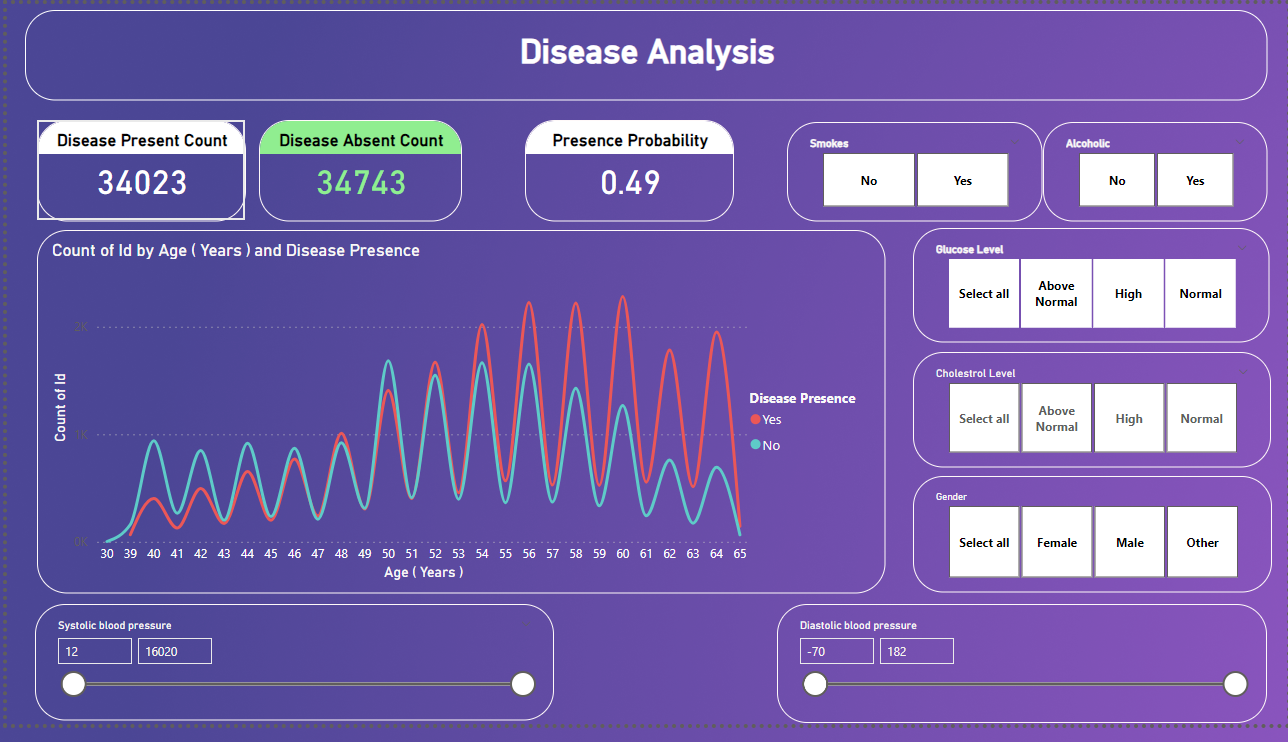 Disease Analysis
Disease Present Count
34023
Disease Absent Count
34743
Presence Probability
0.49
Smokes
No
Yes
Alcoholic
No
Yes
Count of Id by Age ( Years ) and Disease Presence
Count of Id
2K
1K
0K
30 39 40 41 42 43 44 45 46 47 48 49 50 51 52 53 54 55 56 57 58 59 60 61 62 63 64 65
Age ( Years )
Disease Presence
Yes
No
Glucose Level
Select all
Above
Normal
High
Normal
Cholestrol Level
Select all
Above
Normal
High
Normal
Gender
Select all
Female
Male
Other
Systolic blood pressure
12
16020
Diastolic blood pressure
-70
182